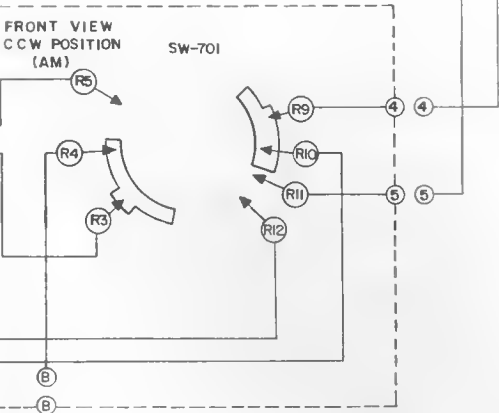 FRONT VIEW
CCW POSITION
(AM)
SW-701
R5
R9
4
4
R4
R10
R11
5
5
R3
R12
B
B